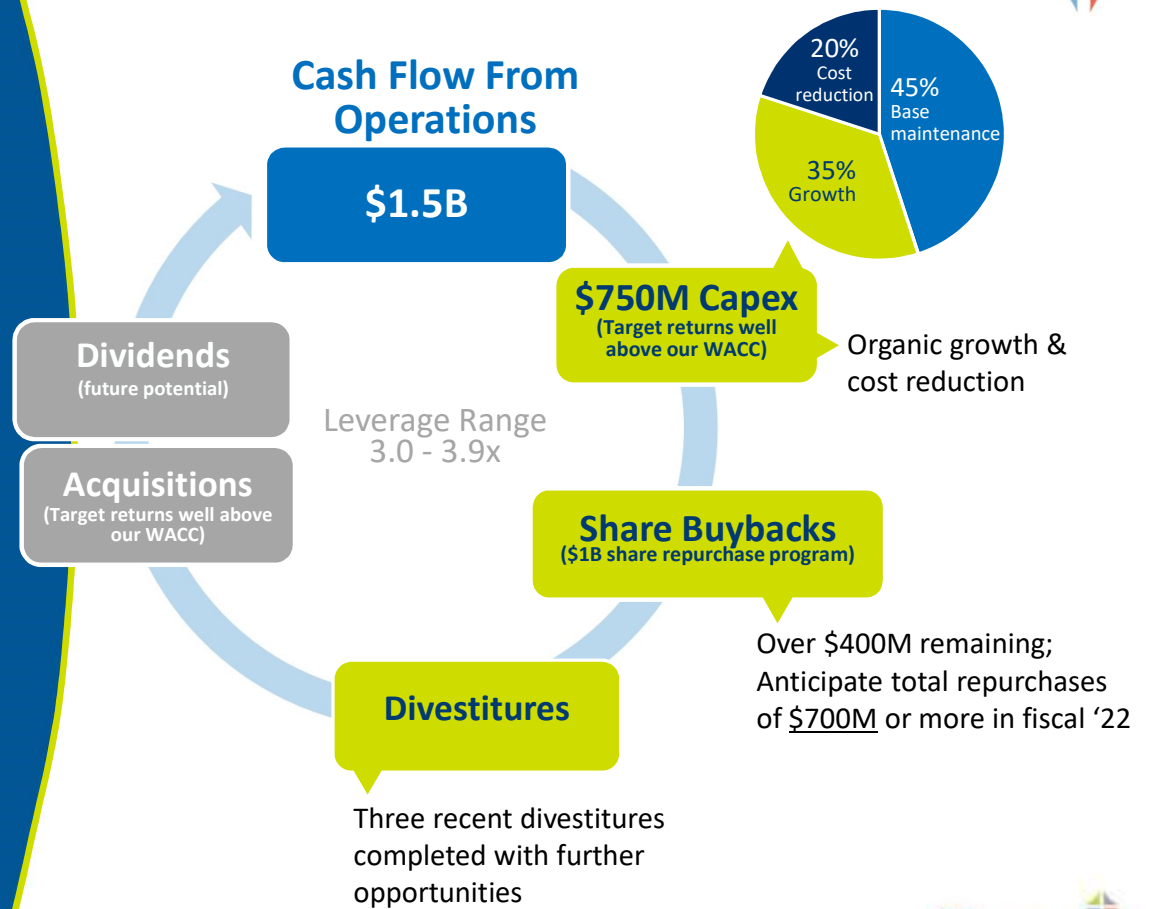 Cash Flow From
Operations
$1.5B
20%
Cost
reduction
45%
Base
maintenance
35%
Growth
$750M Capex
(Target returns well
above our WACC)
Organic growth &
cost reduction
Dividends
(future potential)
Leverage Range
3.0 - 3.9x
Acquisitions
(Target returns well above
our WACC)
Share Buybacks
($1B share repurchase program)
Over $400M remaining;
Anticipate total repurchases
of $700M or more in fiscal ‘22
Divestitures
Three recent divestitures
completed with further
opportunities